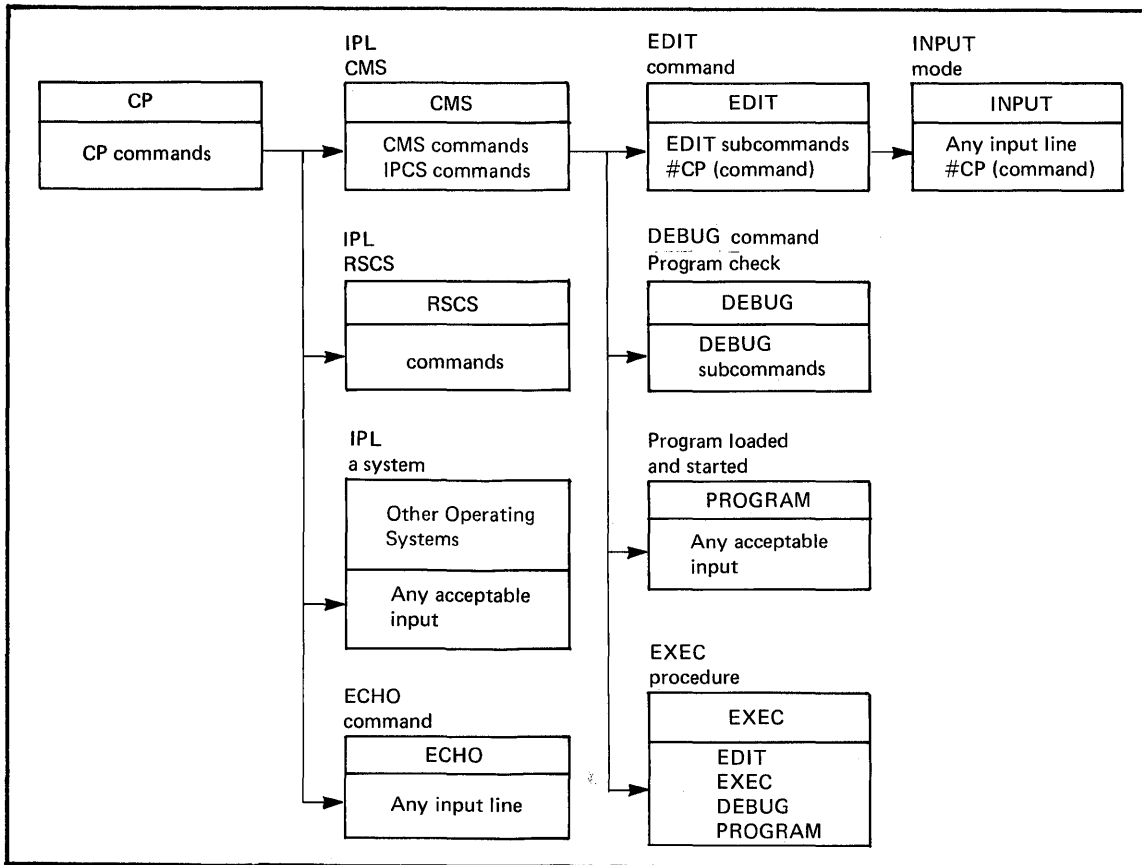 CP
CP commands
IPL
CMS
CMS
CMS commands
IPCS commands
EDIT
command
EDIT
EDIT subcommands
#CP (command)
INPUT
mode
INPUT
Any input line
#CP (command)
IPL
RSCS
RSCS
commands
DEBUG command
Program check
DEBUG
DEBUG
subcommands
IPL
a system
Other Operating
Systems
Any acceptable
input
Program loaded
and started
PROGRAM
Any acceptable
input
ECHO
command
ECHO
Any input line
EXEC
procedure
EXEC
EDIT
EXEC
DEBUG
PROGRAM